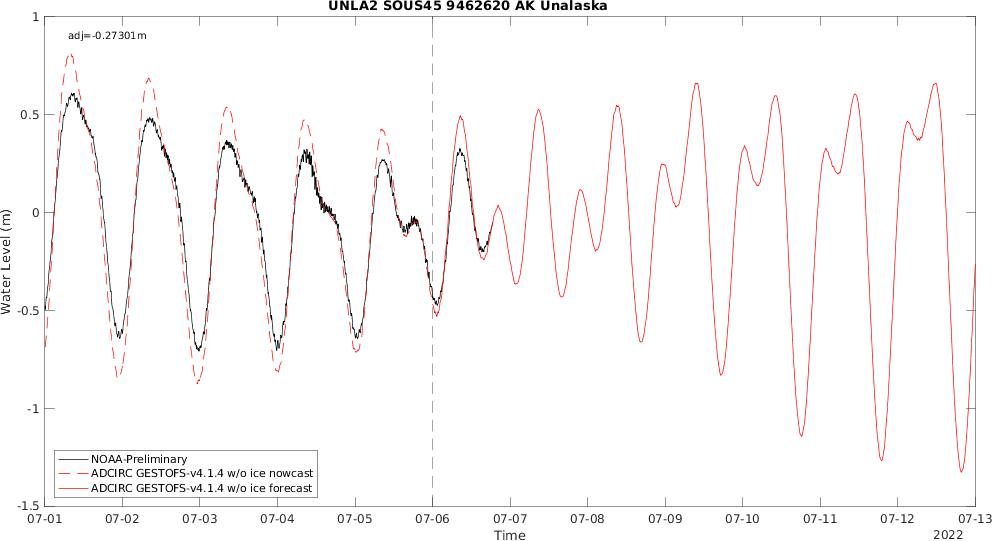 UNLA2 SOUS45 9462620 AK Unalaska
adj=-0.27301m
1
0.5
0
-0.5
-1
-1.5
Water Level (m)
NOAA-Preliminary
ADCIRC GESTOFS-v4.1.4 w/o ice nowcast
ADCIRC GESTOFS-v4.1.4 w/o ice forecast
07-01 07-02 07-03 07-04 07-05 07-06 07-07 07-08 07-09 07-10 07-11 07-12 07-13
Time
2022